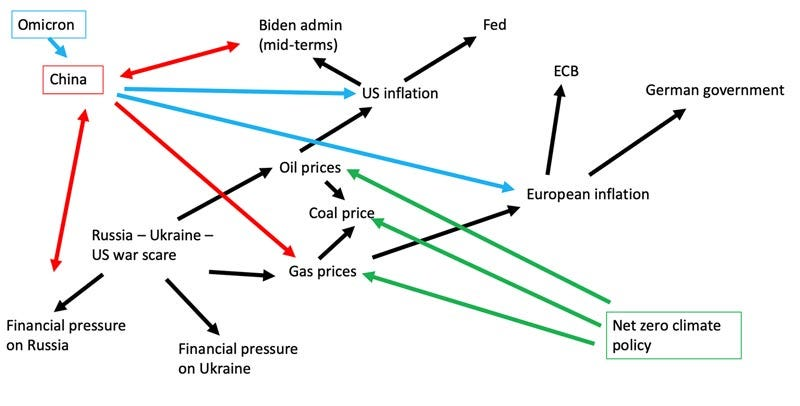 Omicron
Biden admin
(mid-terms)
Fed
China
ECB
US inflation
German government
Oil prices
European inflation
Coal price
Russia – Ukraine –
US war scare
Gas prices
Financial pressure
on Russia
Net zero climate
policy
Financial pressure
on Ukraine